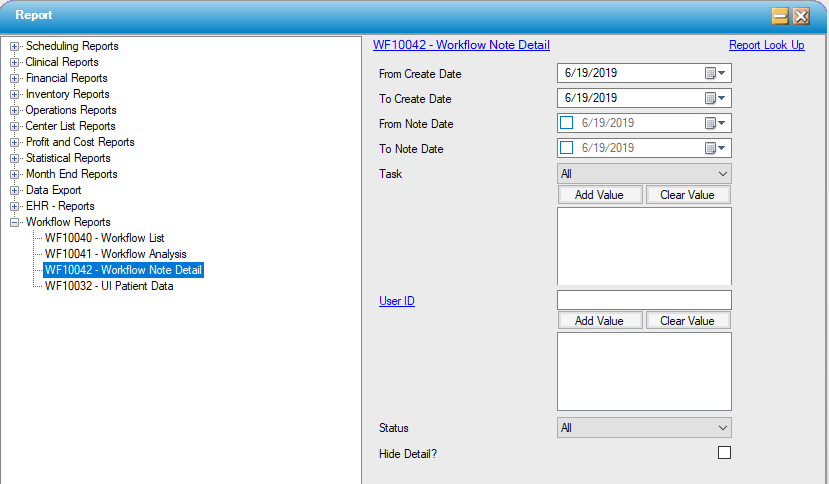 Report
Scheduling Reports
Clinical Reports
Financial Reports
Inventory Reports
Operations Reports
Center List Reports
Profit and Cost Reports
Statistical Reports
Month End Reports
Data Export
EHR - Reports
Workflow Reports
WF10040 - Workflow List
WF10041 - Workflow Analysis
WF10042 - Workflow Note Detail
WF10032 - UI Patient Data
WF10042 - Workflow Note Detail Report Look Up
From Create Date 6/19/2019
To Create Date 6/19/2019
From Note Date 6/19/2019
To Note Date 6/19/2019
Task All
Add Value Clear Value
User ID
Add Value Clear Value
Status All
Hide Detail?